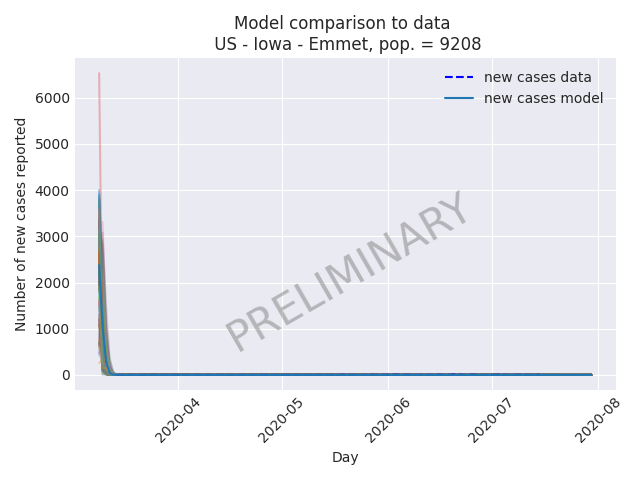 Model comparison to data
US - Iowa - Emmet, pop. = 9208
new cases data
new cases model
Number of new cases reported
6000
5000
4000
3000
2000
1000
0
PRELIMINARY
2020-04
2020-05
2020-06
2020-07
2020-08
Day